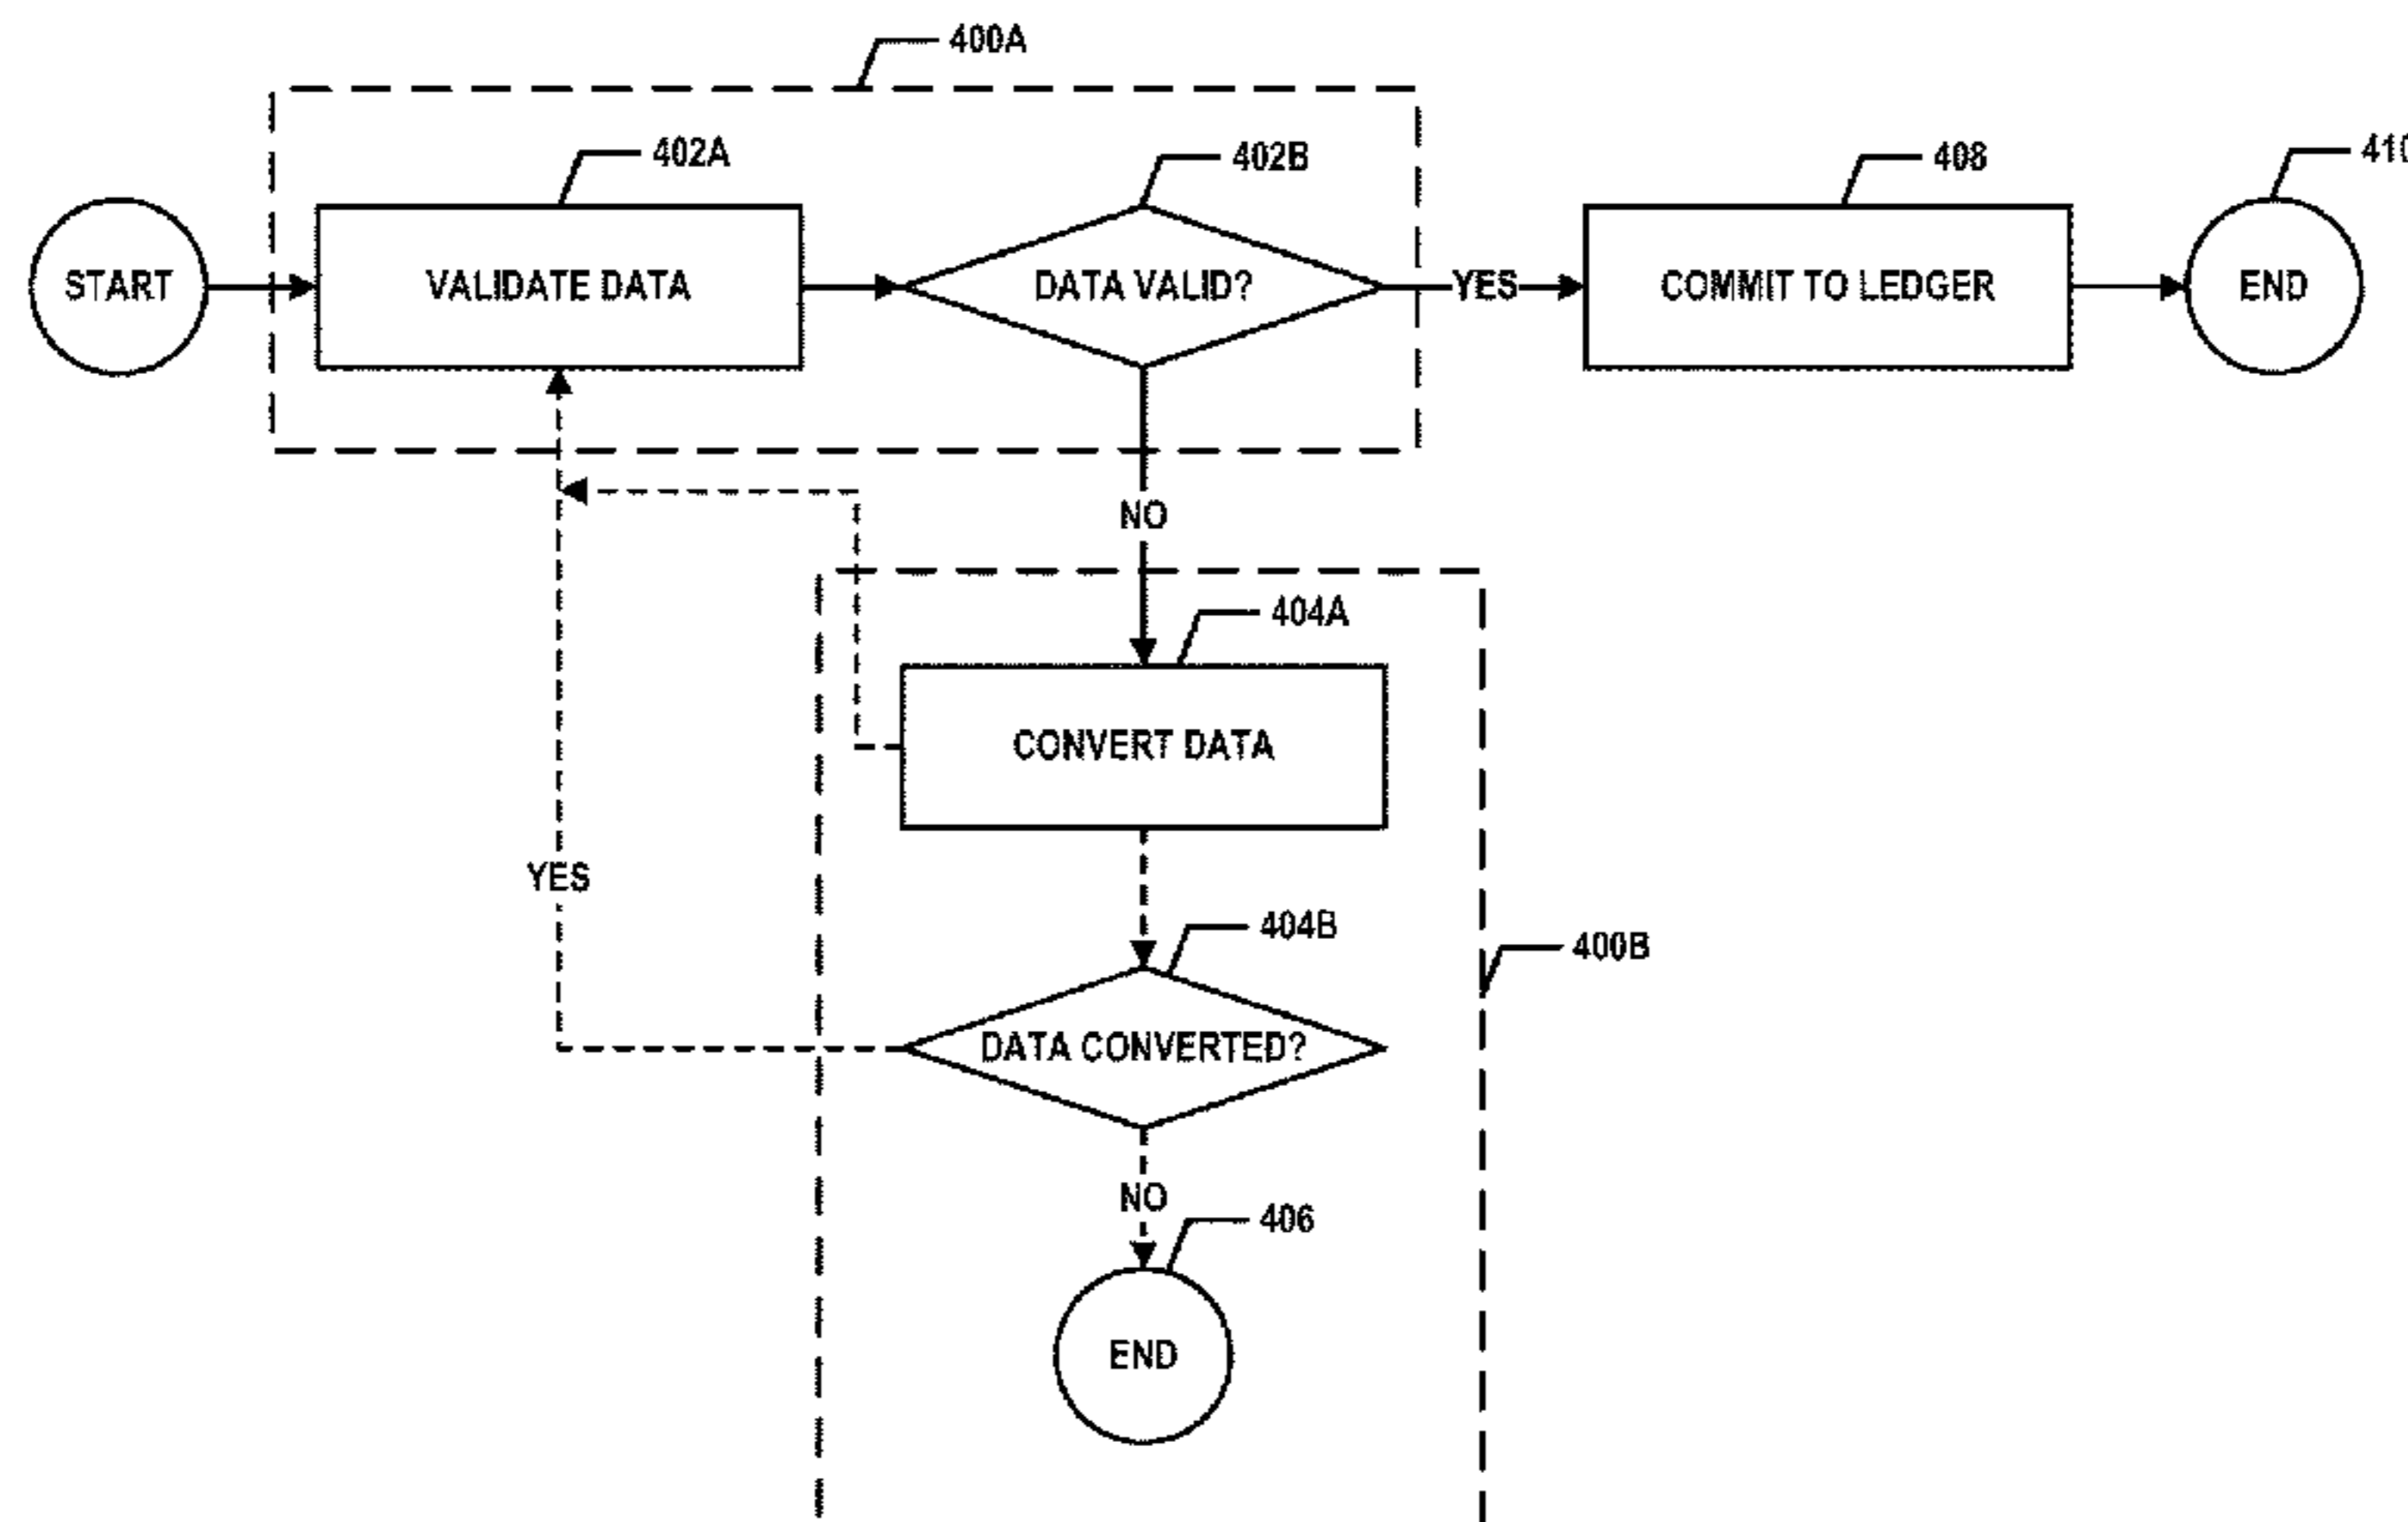 400A
402A
402B
408
410
START
VALIDATE DATA
DATA VALID?
YES
COMMIT TO LEDGER
END
NO
404A
CONVERT DATA
YES
404B
400B
DATA CONVERTED?
NO
406
END